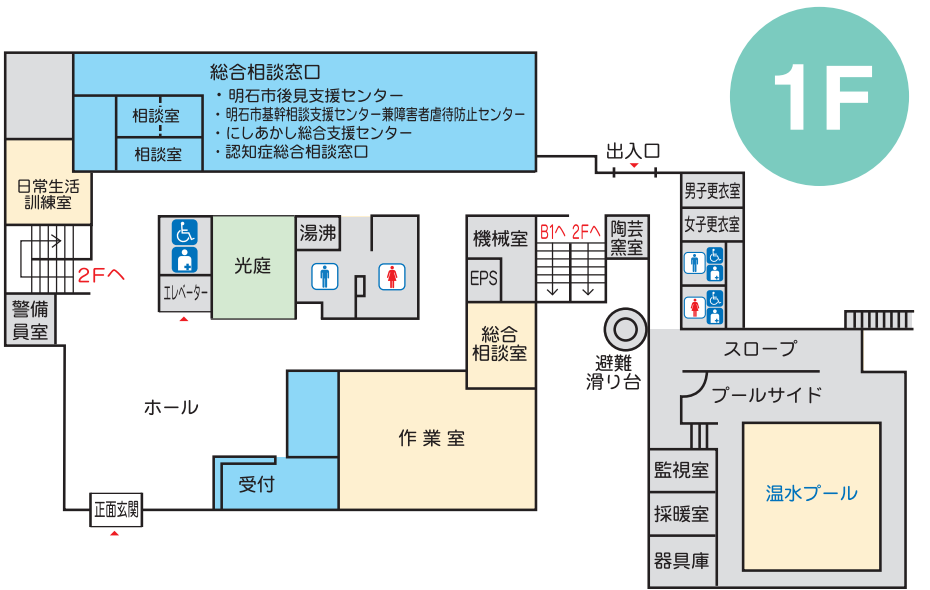 1F
総合相談窓口
・明石市後見支援センター
・明石市基幹相談支援センター兼障害者虐待防止センター
・にしあかし総合支援センター
・認知症総合相談窓口
相談室
相談室
出入口
日常生活
訓練室
男子更衣室
女子更衣室
湯沸
機械室
B1へ 2Fへ
陶芸
窯室
光庭
2Fへ
エレベーター
EPS
警備
員室
総合
相談室
避難
滑り台
スロープ
プールサイド
ホール
作業室
受付
監視室
温水プール
正面玄関
採暖室
器具庫